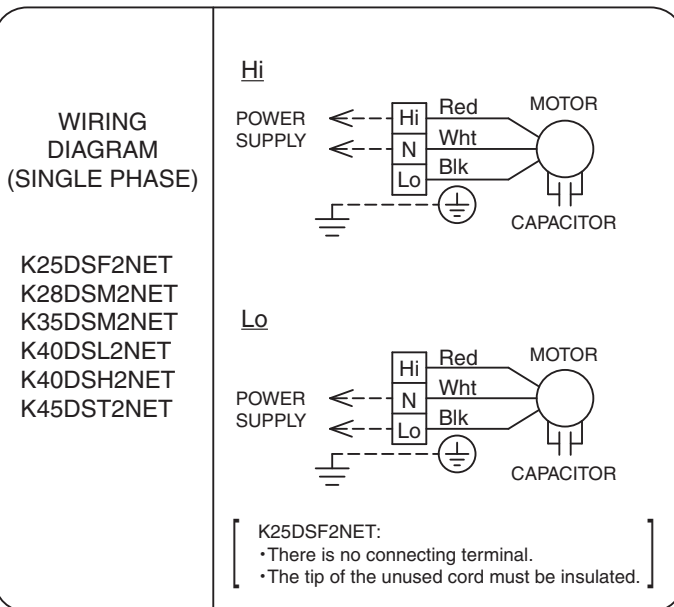 WIRING
DIAGRAM
(SINGLE PHASE)
K25DSF2NET
K28DSM2NET
K35DSM2NET
K40DSL2NET
K40DSH2NET
K45DST2NET
Hi
POWER
SUPPLY
Hi
N
Lo
Red
Wht
Blk
MOTOR
CAPACITOR
Lo
POWER
SUPPLY
Hi
N
Lo
Red
Wht
Blk
MOTOR
CAPACITOR
K25DSF2NET:
・There is no connecting terminal.
・The tip of the unused cord must be insulated.